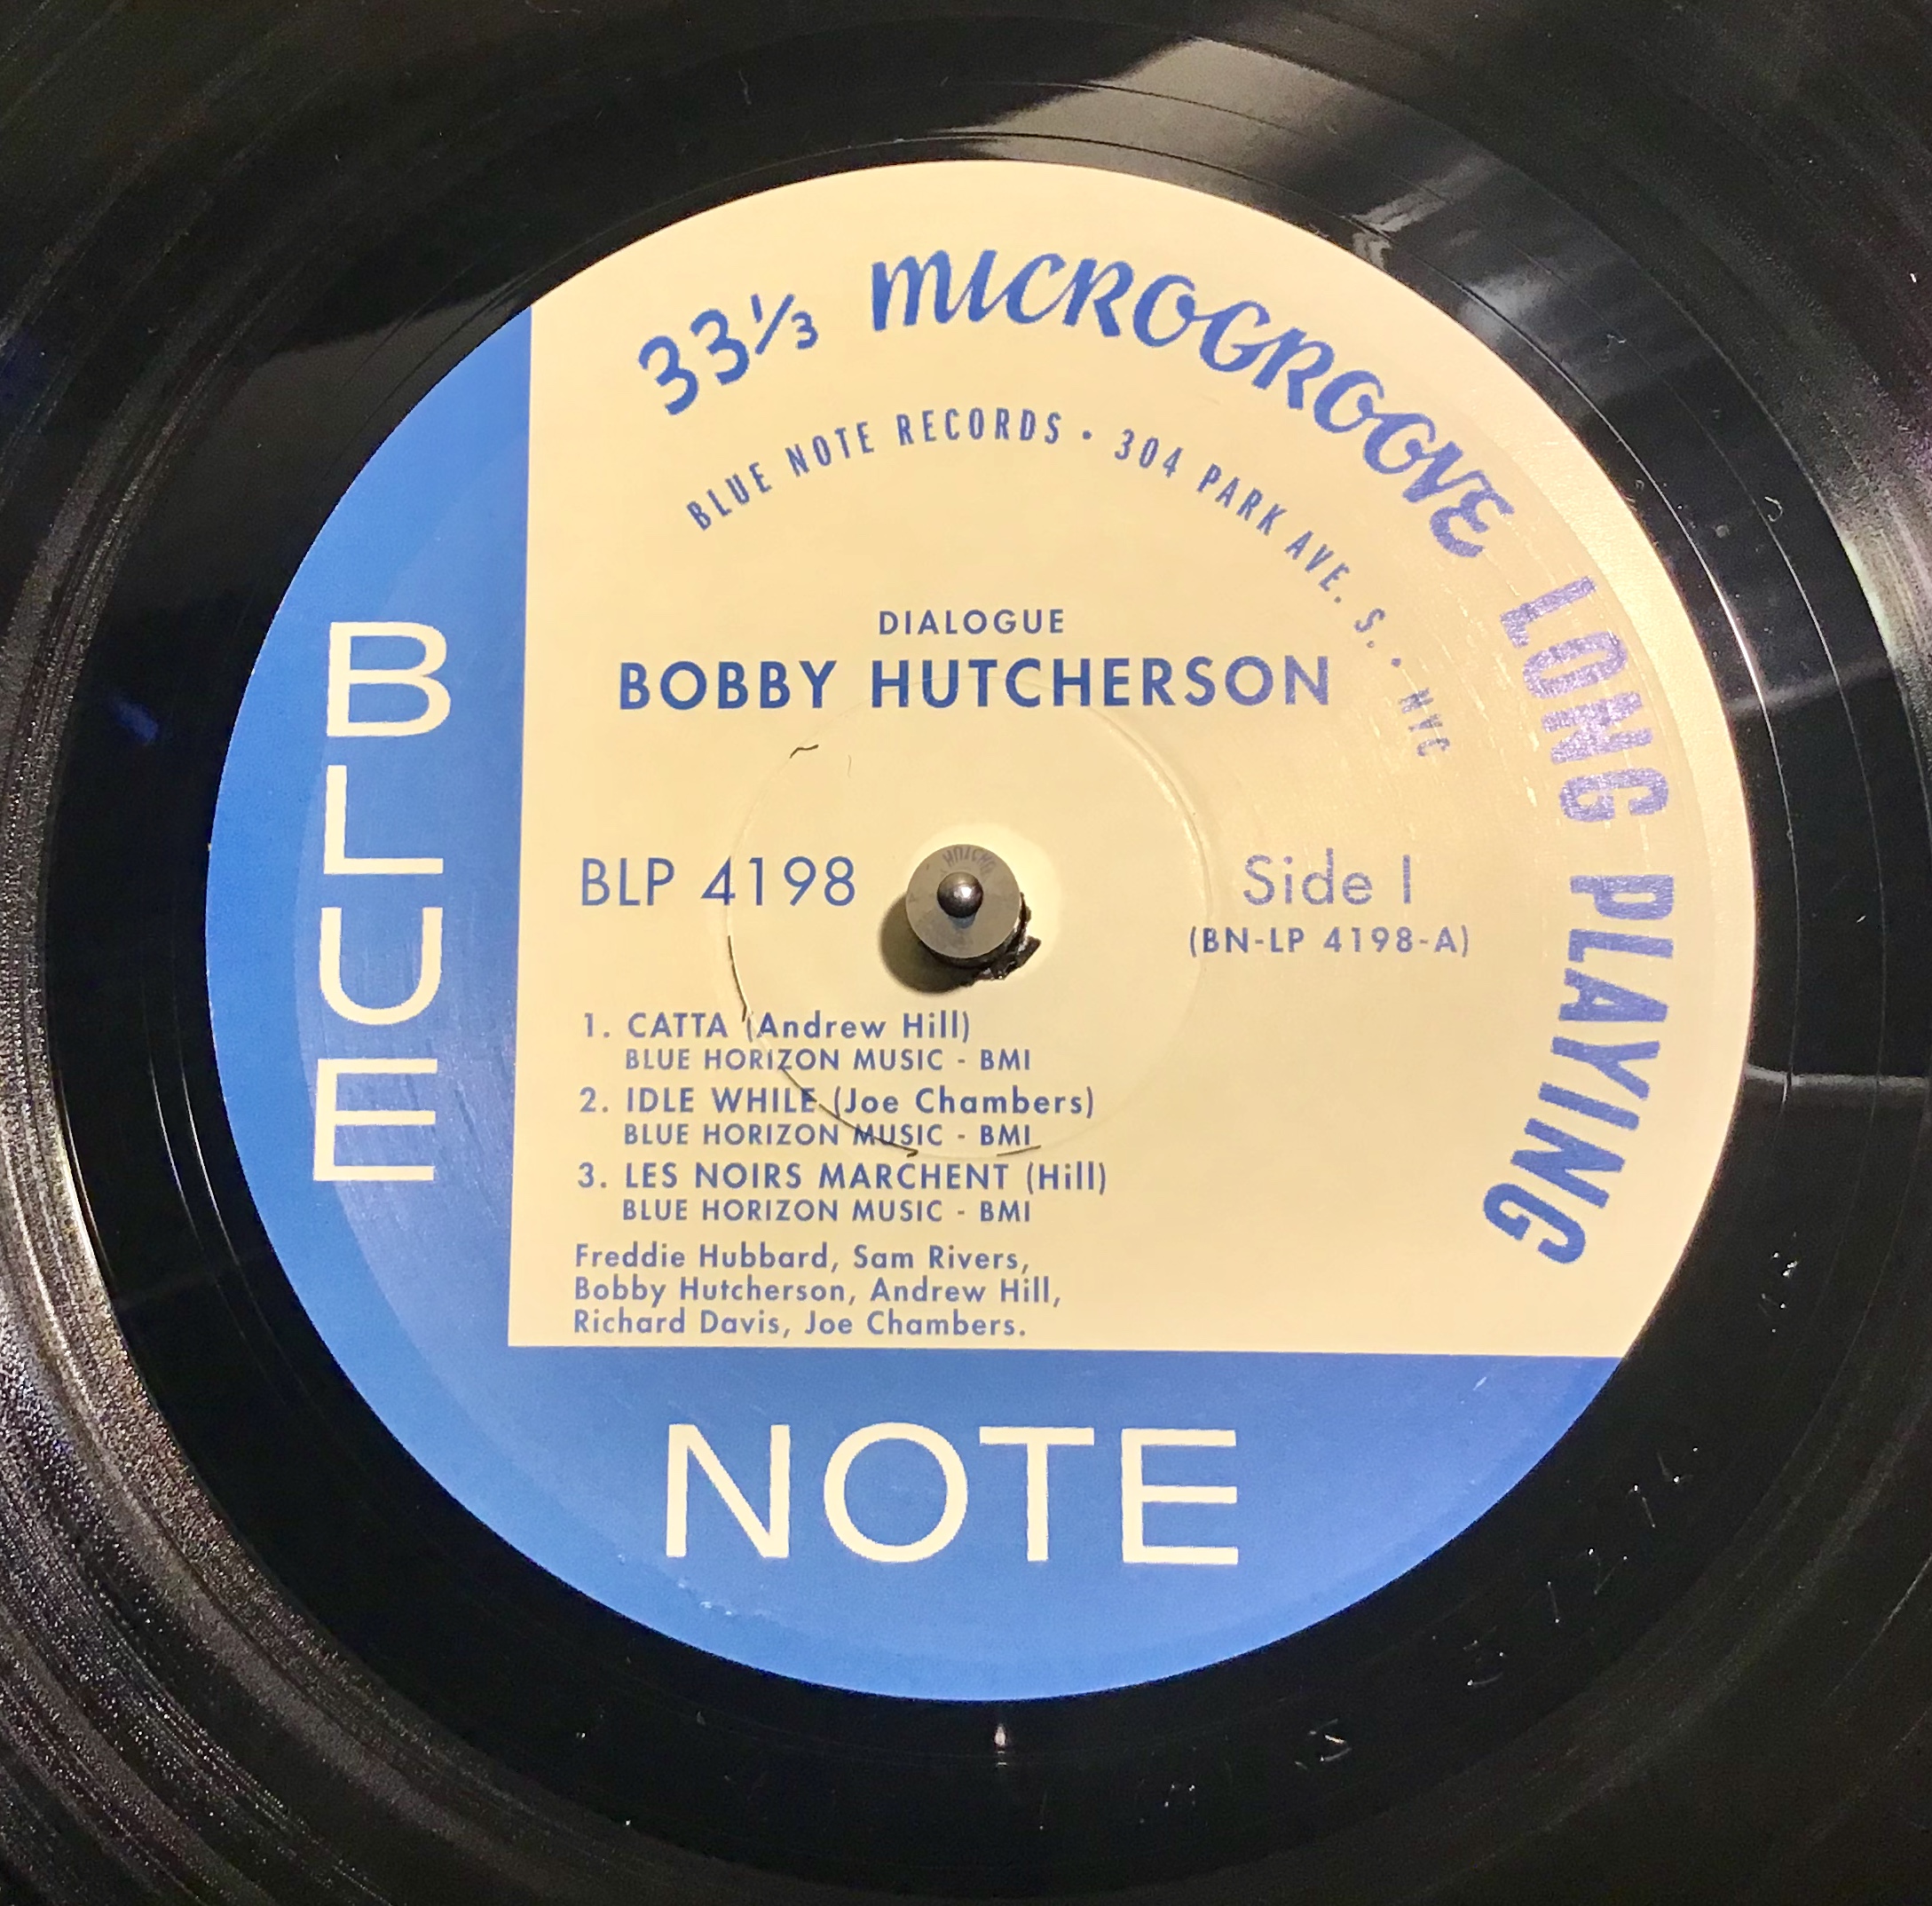 33⅓ MICROGROOVE LONG PLAYING
BLUE NOTE RECORDS · 304 PARK AVE. S. · NYC
DIALOGUE
BOBBY HUTCHERSON
BLP 4198
Side 1
(BN-LP 4198-A)
1. CATTA (Andrew Hill)
BLUE HORIZON MUSIC - BMI
2. IDLE WHILE (Joe Chambers)
BLUE HORIZON MUSIC - BMI
3. LES NOIRS MARCHENT (Hill)
BLUE HORIZON MUSIC - BMI
Freddie Hubbard, Sam Rivers,
Bobby Hutcherson, Andrew Hill,
Richard Davis, Joe Chambers.
BLUE
NOTE